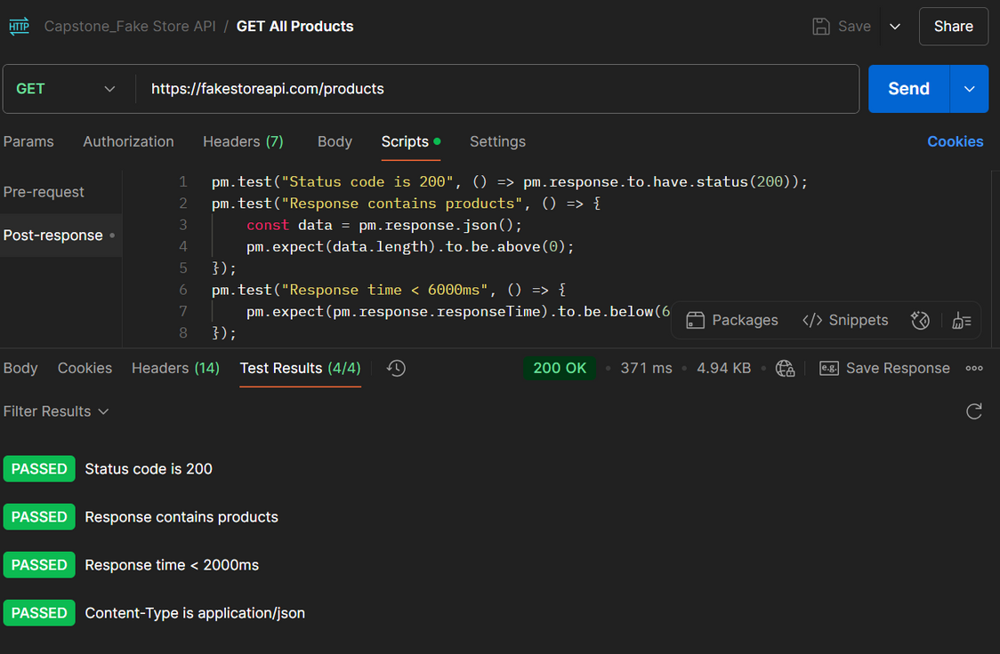 HTTP Capstone_Fake Store API / GET All Products Save Share
GET https://fakestoreapi.com/products Send
Params Authorization Headers (7) Body Scripts Settings Cookies
Pre-request
Post-response
1 pm.test("Status code is 200", () => pm.response.to.have.status(200));
2 pm.test("Response contains products", () => {
3 const data = pm.response.json();
4 pm.expect(data.length).to.be.above(0);
5 });
6 pm.test("Response time < 6000ms", () => {
7 pm.expect(pm.response.responseTime).to.be.below(6
8 });
Packages </> Snippets
Body Cookies Headers (14) Test Results (4/4) 200 OK • 371 ms • 4.94 KB • e.g. Save Response
Filter Results
PASSED Status code is 200
PASSED Response contains products
PASSED Response time < 2000ms
PASSED Content-Type is application/json